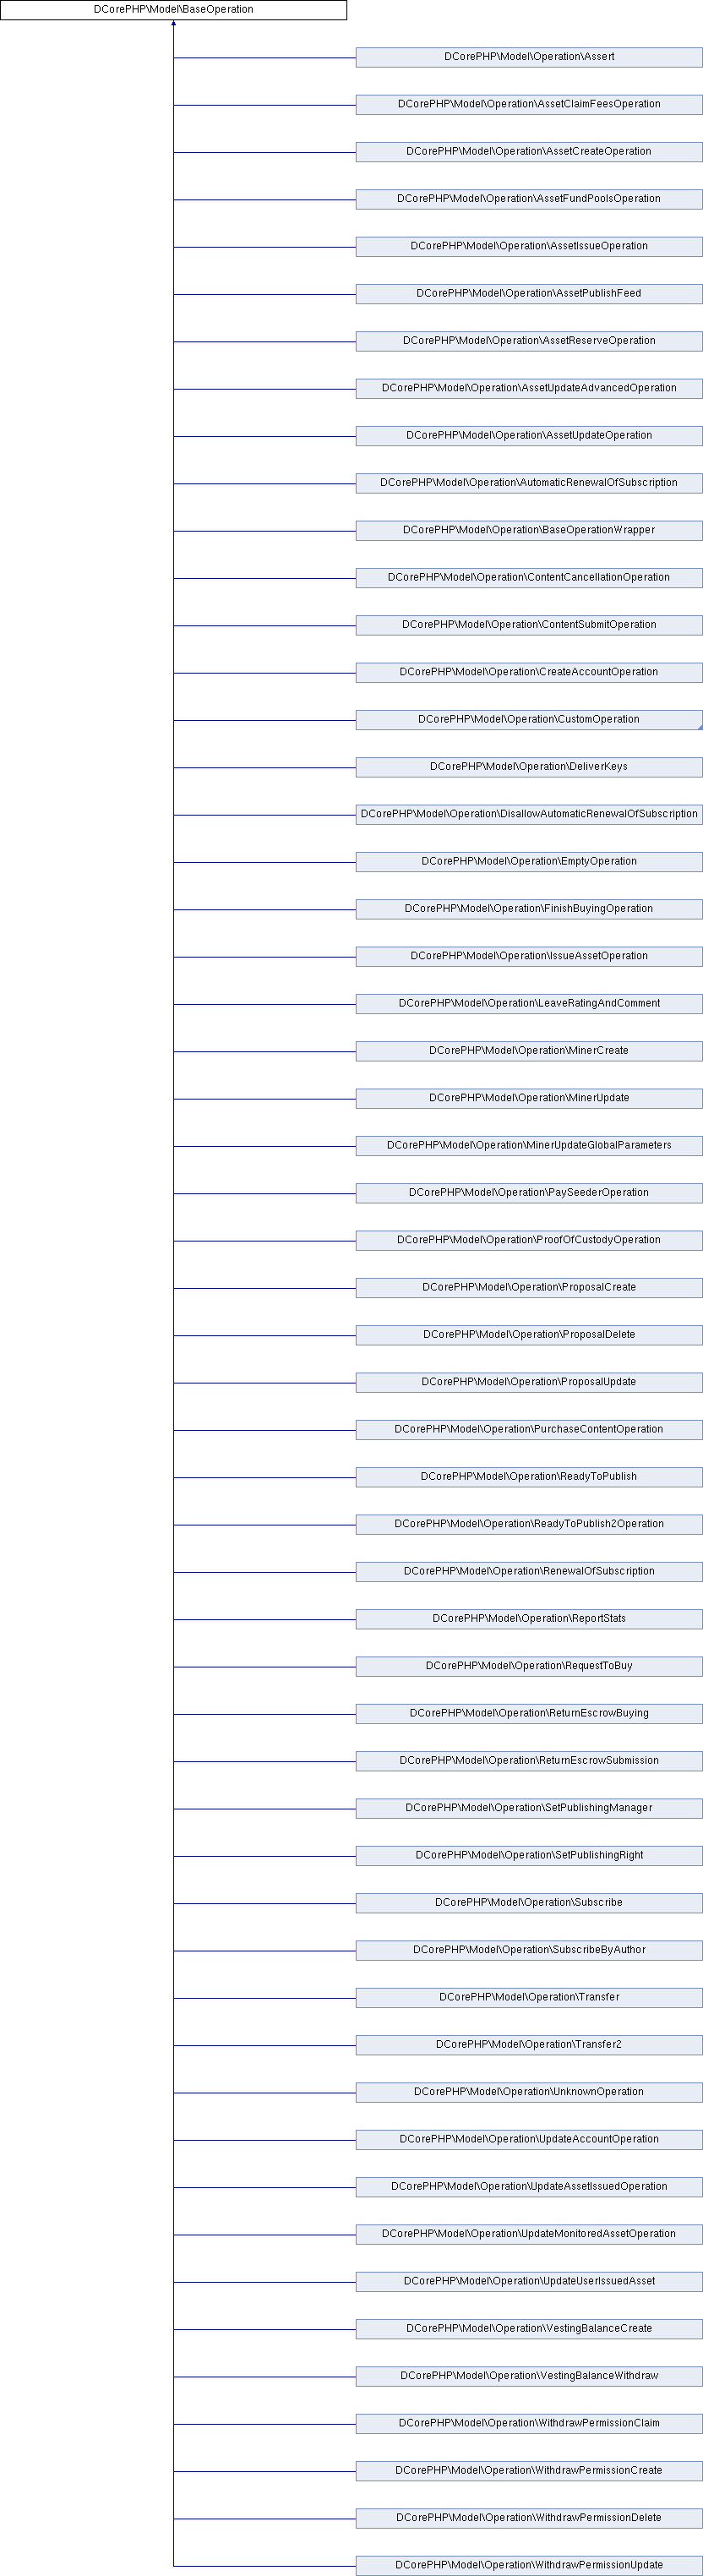 DCorePHP\Model\BaseOperation
DCorePHP\Model\Operation\Assert
DCorePHP\Model\Operation\AssetClaimFeesOperation
DCorePHP\Model\Operation\AssetCreateOperation
DCorePHP\Model\Operation\AssetFundPoolsOperation
DCorePHP\Model\Operation\AssetIssueOperation
DCorePHP\Model\Operation\AssetPublishFeed
DCorePHP\Model\Operation\AssetReserveOperation
DCorePHP\Model\Operation\AssetUpdateAdvancedOperation
DCorePHP\Model\Operation\AssetUpdateOperation
DCorePHP\Model\Operation\AutomaticRenewalOfSubscription
DCorePHP\Model\Operation\BaseOperationWrapper
DCorePHP\Model\Operation\ContentCancellationOperation
DCorePHP\Model\Operation\ContentSubmitOperation
DCorePHP\Model\Operation\CreateAccountOperation
DCorePHP\Model\Operation\CustomOperation
DCorePHP\Model\Operation\DeliverKeys
DCorePHP\Model\Operation\DisallowAutomaticRenewalOfSubscription
DCorePHP\Model\Operation\EmptyOperation
DCorePHP\Model\Operation\FinishBuyingOperation
DCorePHP\Model\Operation\IssueAssetOperation
DCorePHP\Model\Operation\LeaveRatingAndComment
DCorePHP\Model\Operation\MinerCreate
DCorePHP\Model\Operation\MinerUpdate
DCorePHP\Model\Operation\MinerUpdateGlobalParameters
DCorePHP\Model\Operation\PaySeederOperation
DCorePHP\Model\Operation\ProofOfCustodyOperation
DCorePHP\Model\Operation\ProposalCreate
DCorePHP\Model\Operation\ProposalDelete
DCorePHP\Model\Operation\ProposalUpdate
DCorePHP\Model\Operation\PurchaseContentOperation
DCorePHP\Model\Operation\ReadyToPublish
DCorePHP\Model\Operation\ReadyToPublish2Operation
DCorePHP\Model\Operation\RenewalOfSubscription
DCorePHP\Model\Operation\ReportStats
DCorePHP\Model\Operation\RequestToBuy
DCorePHP\Model\Operation\ReturnEscrowBuying
DCorePHP\Model\Operation\ReturnEscrowSubmission
DCorePHP\Model\Operation\SetPublishingManager
DCorePHP\Model\Operation\SetPublishingRight
DCorePHP\Model\Operation\Subscribe
DCorePHP\Model\Operation\SubscribeByAuthor
DCorePHP\Model\Operation\Transfer
DCorePHP\Model\Operation\Transfer2
DCorePHP\Model\Operation\UnknownOperation
DCorePHP\Model\Operation\UpdateAccountOperation
DCorePHP\Model\Operation\UpdateAssetIssuedOperation
DCorePHP\Model\Operation\UpdateMonitoredAssetOperation
DCorePHP\Model\Operation\UpdateUserIssuedAsset
DCorePHP\Model\Operation\VestingBalanceCreate
DCorePHP\Model\Operation\VestingBalanceWithdraw
DCorePHP\Model\Operation\WithdrawPermissionClaim
DCorePHP\Model\Operation\WithdrawPermissionCreate
DCorePHP\Model\Operation\WithdrawPermissionDelete
DCorePHP\Model\Operation\WithdrawPermissionUpdate